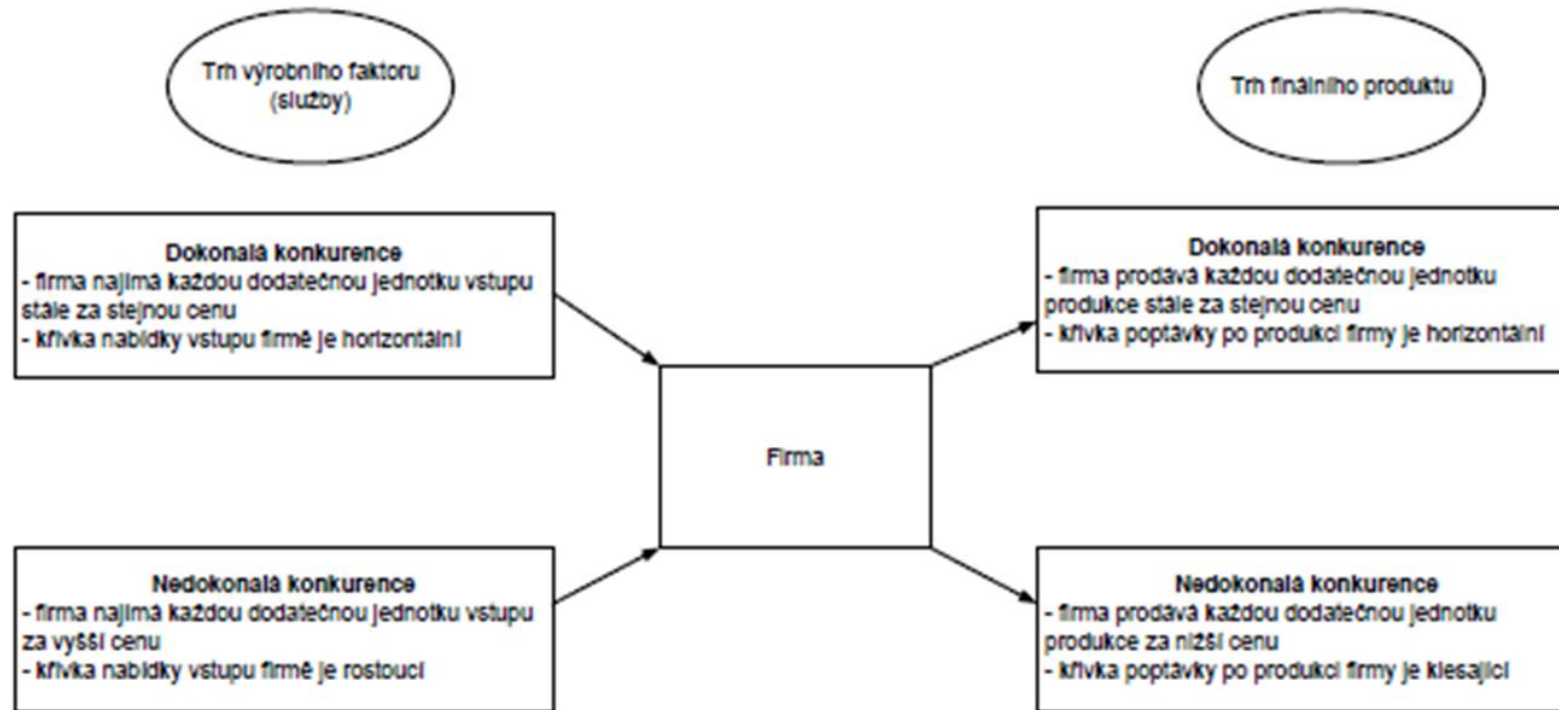 Trh výrobního faktoru
(služby)
Trh finálního produktu
Dokonalá konkurence
- firma najímá každou dodatečnou jednotku vstupu
stále za stejnou cenu
- křivka nabídky vstupu firmě je horizontální
Dokonalá konkurence
- firma prodává každou dodatečnou jednotku
produkce stále za stejnou cenu
- křivka poptávky po produkci firmy je horizontální
Firma
Nedokonalá konkurence
- firma najímá každou dodatečnou jednotku vstupu
za vyšší cenu
- křivka nabídky vstupu firmě je rostoucí
Nedokonalá konkurence
- firma prodává každou dodatečnou jednotku
produkce za nižší cenu
- křivka poptávky po produkci firmy je klesající